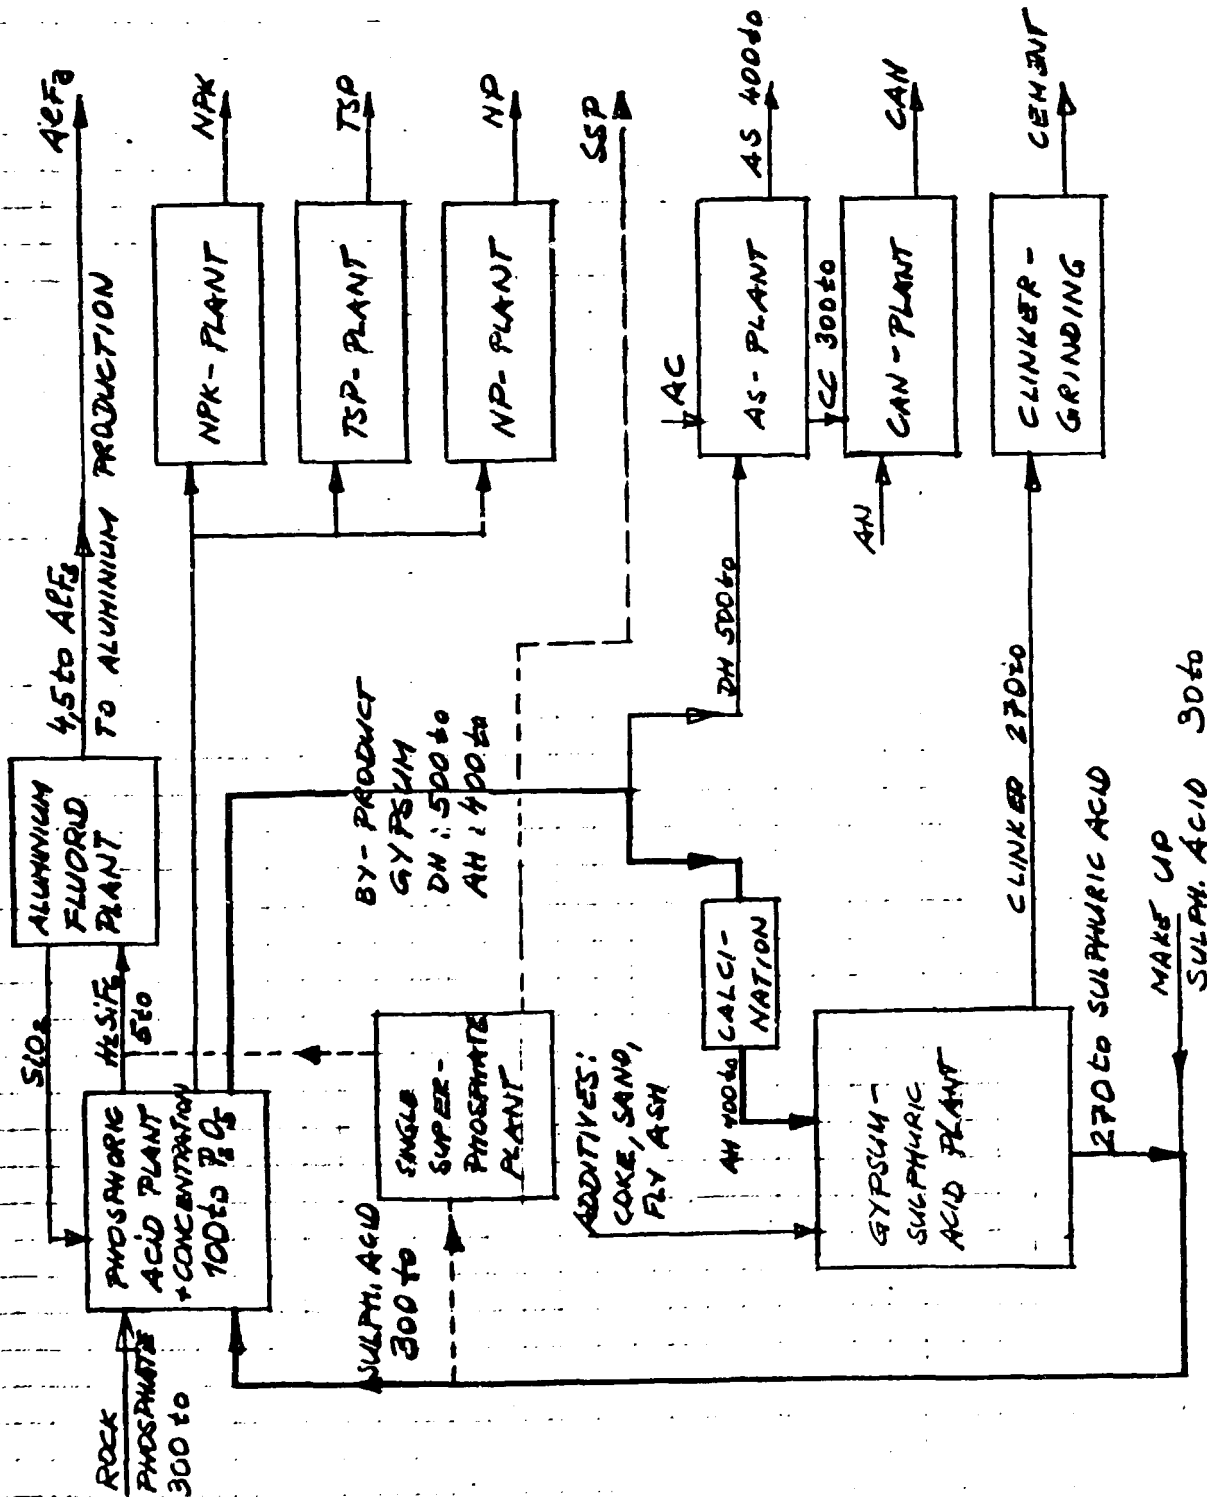 ROCK
PHOSPHATE
300 to
PHOSPHORIC
ACID PLANT
+CONCENTRATION
100to P2O5
SiO2
H2SiF6
5to
ALUMINIUM
FLUORID
PLANT
4,5to AlF3
TO ALUMINIUM PRODUCTION
AlF3
NPK-PLANT
NPK
TSP-PLANT
TSP
NP-PLANT
NP
SULPH. ACID
300 to
SINGLE
SUPER-
PHOSPHATE
PLANT
SSP
BY-PRODUCT
GYPSUM
DH : 500to
AH : 400to
DH 500to
AC
AS-PLANT
AS 400to
CC 300to
AN
CAN-PLANT
CAN
ADDITIVES:
COKE, SAND,
FLY ASH
AH 400to
CALCI-
NATION
GYPSUM-
SULPHURIC
ACID PLANT
CLINKER 270to
CLINKER-
GRINDING
CEMENT
270to SULPHURIC ACID
MAKE UP
SULPH. ACID 30to